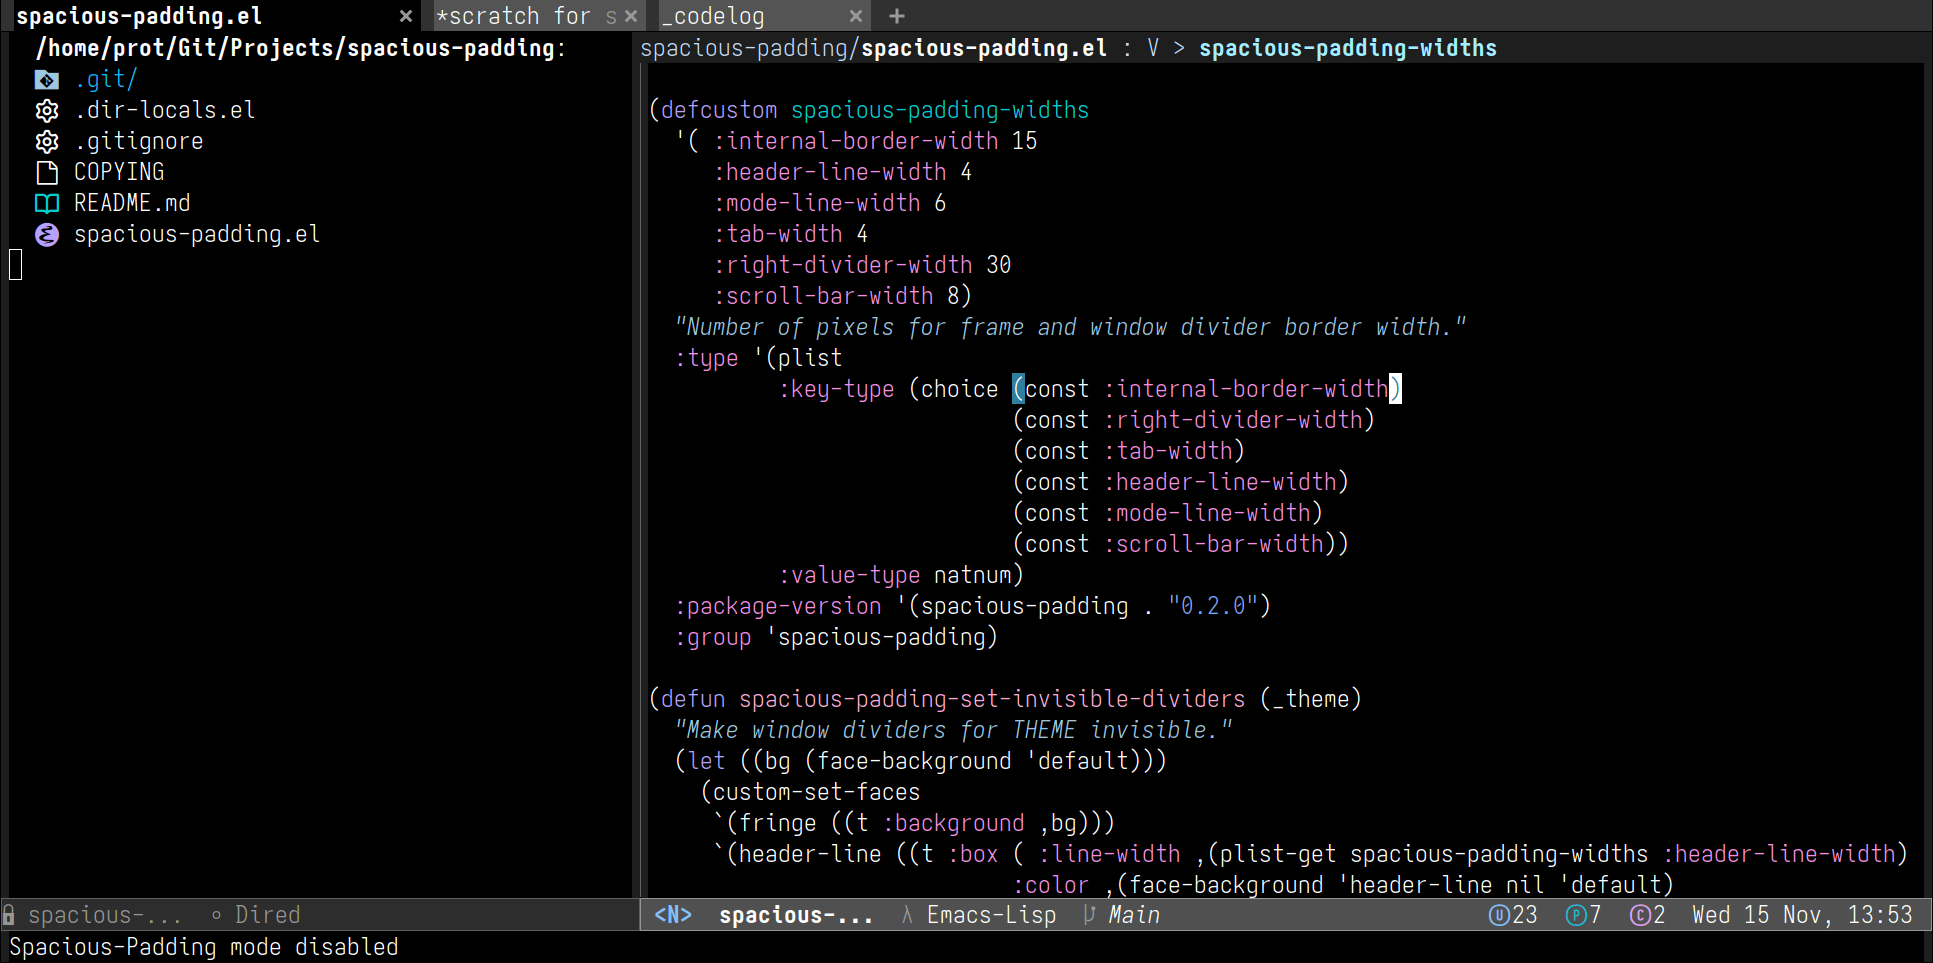 spacious-padding.el × *scratch for s × _codelog × +
/home/prot/Git/Projects/spacious-padding:
.git/
.dir-locals.el
.gitignore
COPYING
README.md
spacious-padding.el
spacious-padding/spacious-padding.el : V > spacious-padding-widths
(defcustom spacious-padding-widths
'( :internal-border-width 15
:header-line-width 4
:mode-line-width 6
:tab-width 4
:right-divider-width 30
:scroll-bar-width 8)
"Number of pixels for frame and window divider border width."
:type '(plist
:key-type (choice (const :internal-border-width)
(const :right-divider-width)
(const :tab-width)
(const :header-line-width)
(const :mode-line-width)
(const :scroll-bar-width))
:value-type natnum)
:package-version '(spacious-padding . "0.2.0")
:group 'spacious-padding)
(defun spacious-padding-set-invisible-dividers (_theme)
"Make window dividers for THEME invisible."
(let ((bg (face-background 'default)))
(custom-set-faces
`(fringe ((t :background ,bg)))
`(header-line ((t :box ( :line-width ,(plist-get spacious-padding-widths :header-line-width)
:color ,(face-background 'header-line nil 'default)
spacious-... ∘ Dired
<N> spacious-... λ Emacs-Lisp Main U23 P7 C2 Wed 15 Nov, 13:53
Spacious-Padding mode disabled